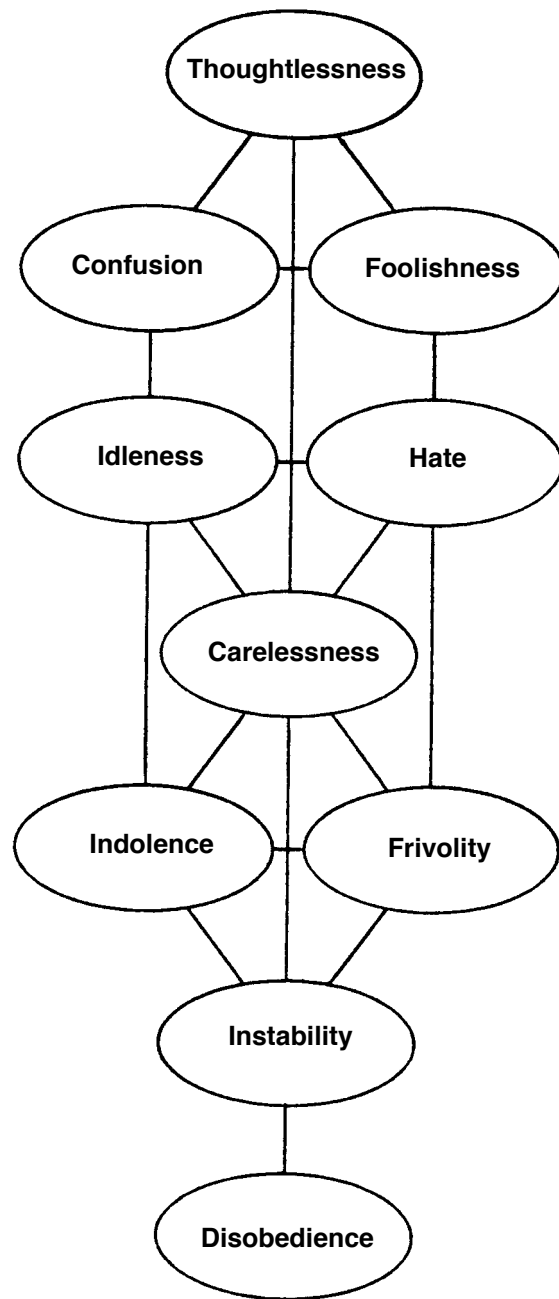 Thoughtlessness
Confusion
Foolishness
Idleness
Hate
Carelessness
Indolence
Frivolity
Instability
Disobedience